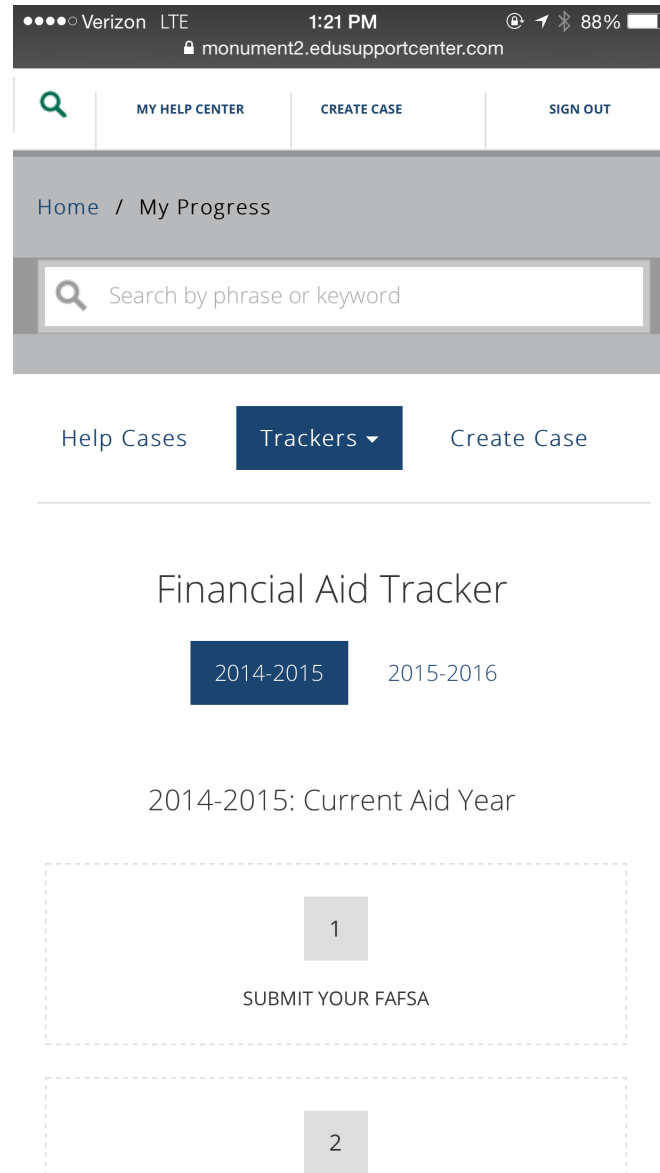 Verizon LTE 1:21 PM 88%
monument2.edusupportcenter.com
MY HELP CENTER CREATE CASE SIGN OUT
Home / My Progress
Search by phrase or keyword
Help Cases Trackers Create Case
Financial Aid Tracker
2014-2015 2015-2016
2014-2015: Current Aid Year
1
SUBMIT YOUR FAFSA
2